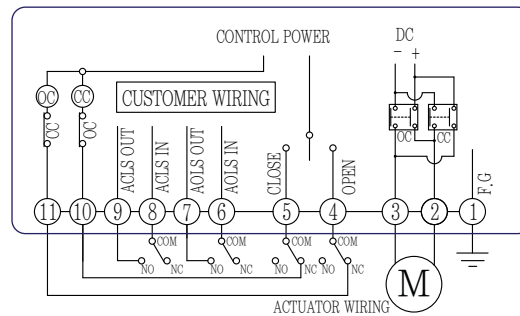 DC
- +
CONTROL POWER
OC CC
CUSTOMER WIRING
CC OC
ACLS OUT
ACLS IN
AOLS OUT
AOLS IN
CLOSE
OPEN
OC CC
F,G
11 10 9 8 7 6 5 4 3 2 1
COM COM COM COM
NO NC NO NC NO NC NO NC
M
ACTUATOR WIRING